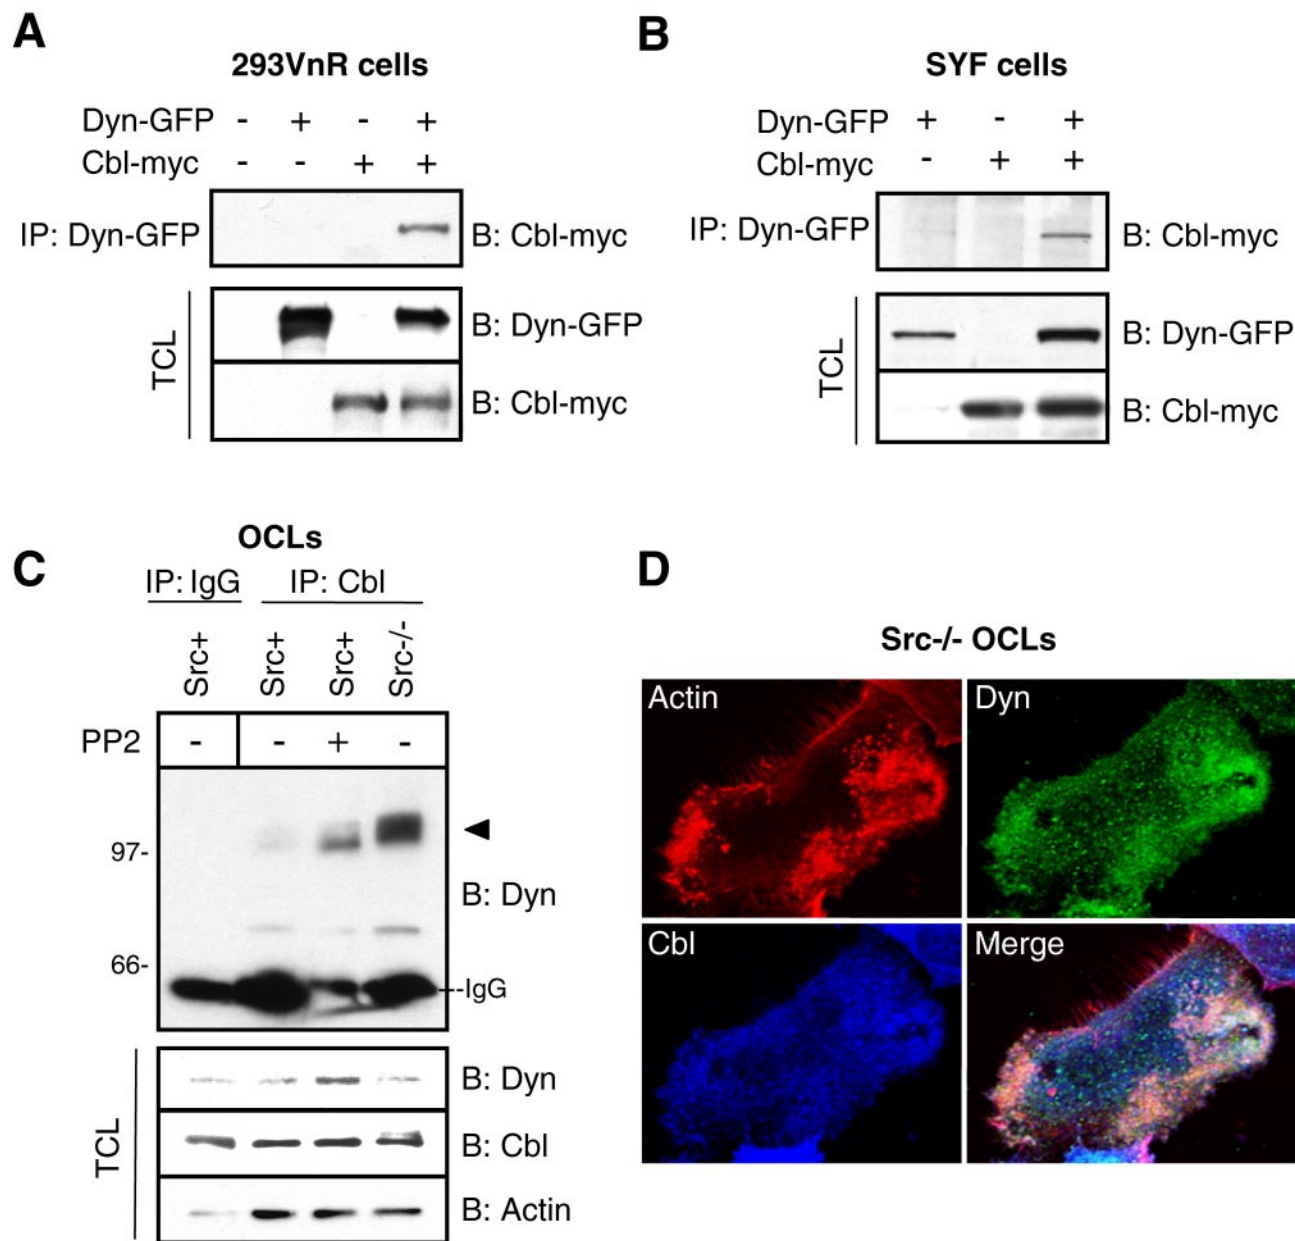 A
293VnR cells
Dyn-GFP - + - +
Cbl-myc - - + +
IP: Dyn-GFP B: Cbl-myc
TCL
B: Dyn-GFP
B: Cbl-myc
B
SYF cells
Dyn-GFP + - +
Cbl-myc - + +
IP: Dyn-GFP B: Cbl-myc
TCL
B: Dyn-GFP
B: Cbl-myc
C
OCLs
IP: IgG IP: Cbl
Src+ Src+ Src+ Src-/-
PP2 - - + -
97-
B: Dyn
66-
--IgG
TCL
B: Dyn
B: Cbl
B: Actin
D
Src-/- OCLs
Actin
Dyn
Cbl
Merge